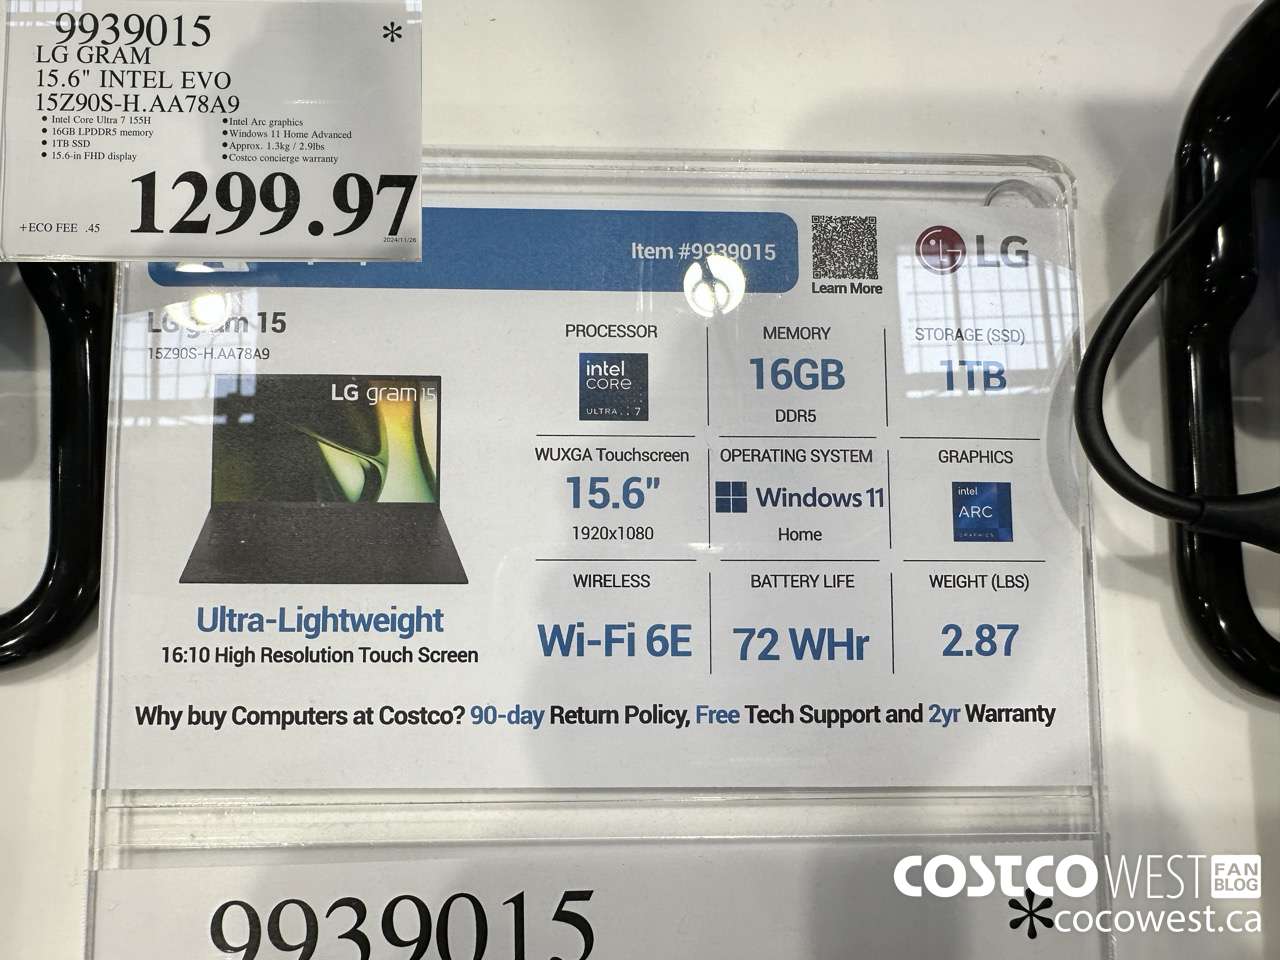 9939015 *
LG GRAM
15.6" INTEL EVO
15Z90S-H.AA78A9
• Intel Core Ultra 7 155H
• 16GB LPDDR5 memory
• 1TB SSD
• 15.6-in FHD display
• Intel Arc graphics
• Windows 11 Home Advanced
• Approx. 1.3kg / 2.9lbs
• Costco concierge warranty
1299.97
+ECO FEE .45
2024/11/26
Item #9939015
Learn More
LG
LG gram 15
15Z90S-H.AA78A9
LG gram 15
Ultra-Lightweight
16:10 High Resolution Touch Screen
PROCESSOR
intel
CORE
ULTRA 7
MEMORY
16GB
DDR5
STORAGE (SSD)
1TB
WUXGA Touchscreen
15.6"
1920x1080
OPERATING SYSTEM
Windows 11
Home
GRAPHICS
intel
ARC
GRAPHICS
WIRELESS
Wi-Fi 6E
BATTERY LIFE
72 WHr
WEIGHT (LBS)
2.87
Why buy Computers at Costco? 90-day Return Policy, Free Tech Support and 2yr Warranty
9939015 *
COSTCO WEST FAN BLOG
cocowest.ca